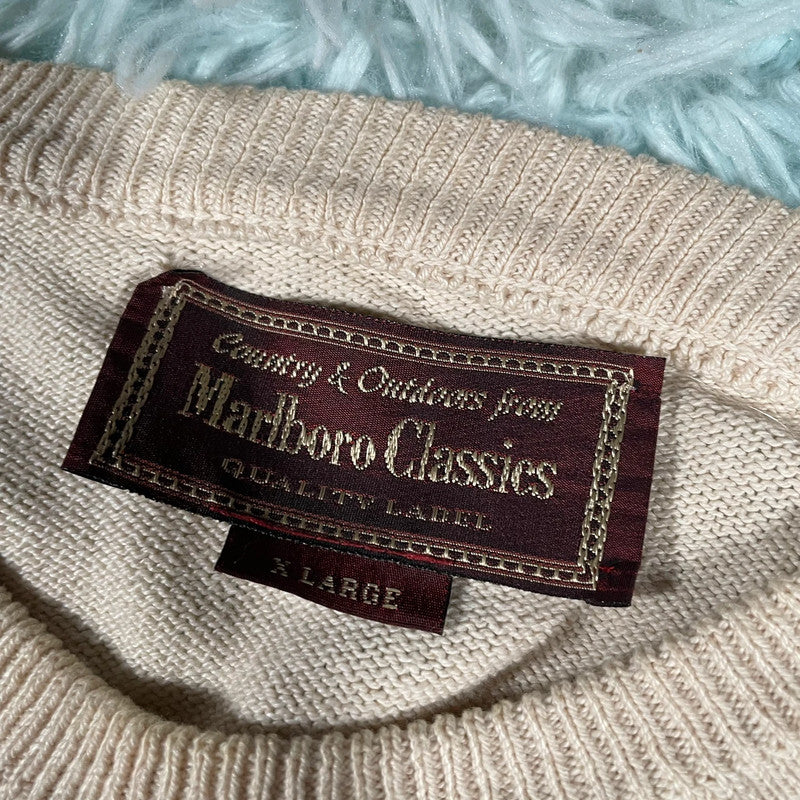 Country & Outdoors from
Marlboro Classics
QUALITY LABEL
X LARGE